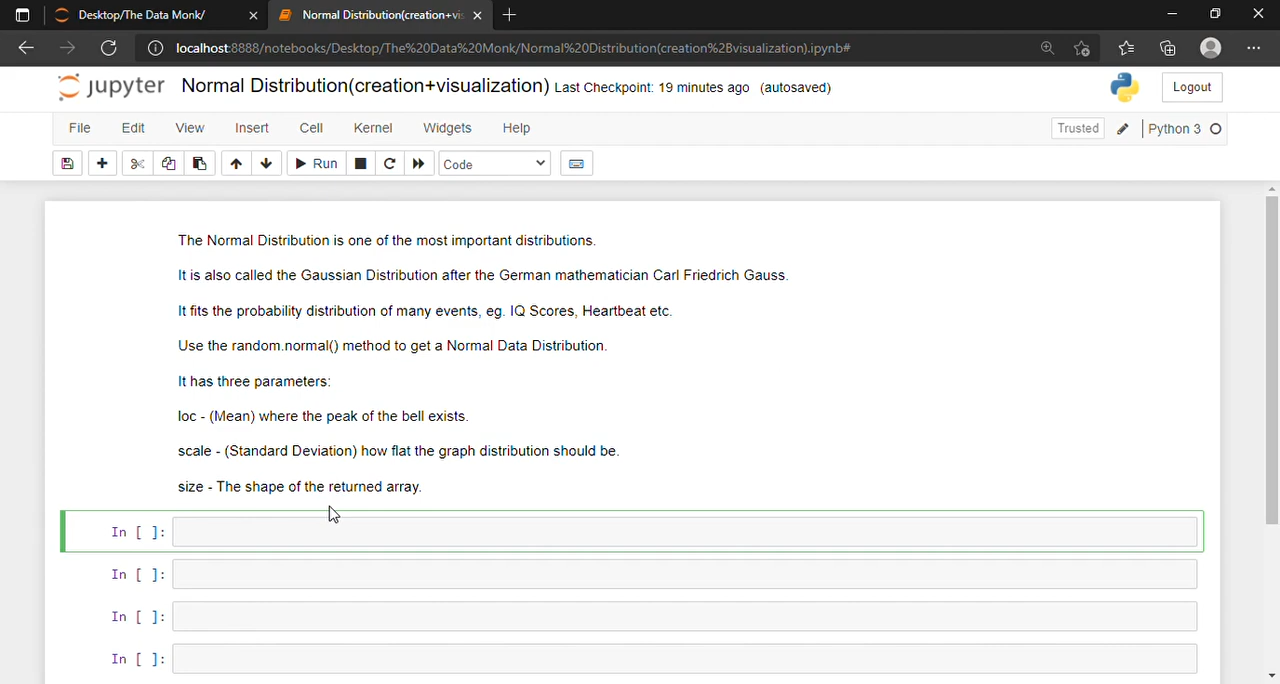 Desktop/The Data Monk/
Normal Distribution(creation+vis
localhost:8888/notebooks/Desktop/The%20Data%20Monk/Normal%20Distribution(creation%2Bvisualization).ipynb#
jupyter Normal Distribution(creation+visualization) Last Checkpoint: 19 minutes ago (autosaved)
Logout
File Edit View Insert Cell Kernel Widgets Help
Trusted
Python 3
Run
Code
The Normal Distribution is one of the most important distributions.
It is also called the Gaussian Distribution after the German mathematician Carl Friedrich Gauss.
It fits the probability distribution of many events, eg. IQ Scores, Heartbeat etc.
Use the random.normal() method to get a Normal Data Distribution.
It has three parameters:
loc - (Mean) where the peak of the bell exists.
scale - (Standard Deviation) how flat the graph distribution should be.
size - The shape of the returned array.
In [ ]:
In [ ]:
In [ ]:
In [ ]: